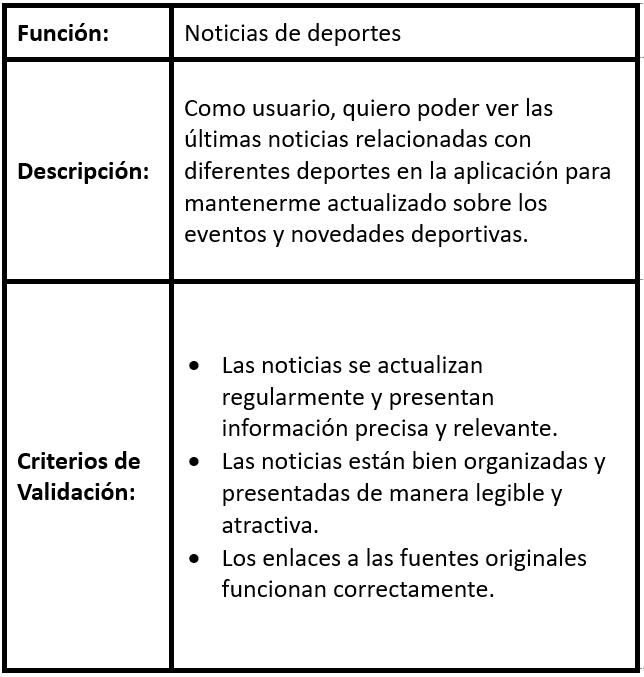 Función:
Noticias de deportes
Descripción:
Como usuario, quiero poder ver las
últimas noticias relacionadas con
diferentes deportes en la aplicación para
mantenerme actualizado sobre los
eventos y novedades deportivas.
Criterios de
Validación:
• Las noticias se actualizan
regularmente y presentan
información precisa y relevante.
• Las noticias están bien organizadas y
presentadas de manera legible y
atractiva.
• Los enlaces a las fuentes originales
funcionan correctamente.